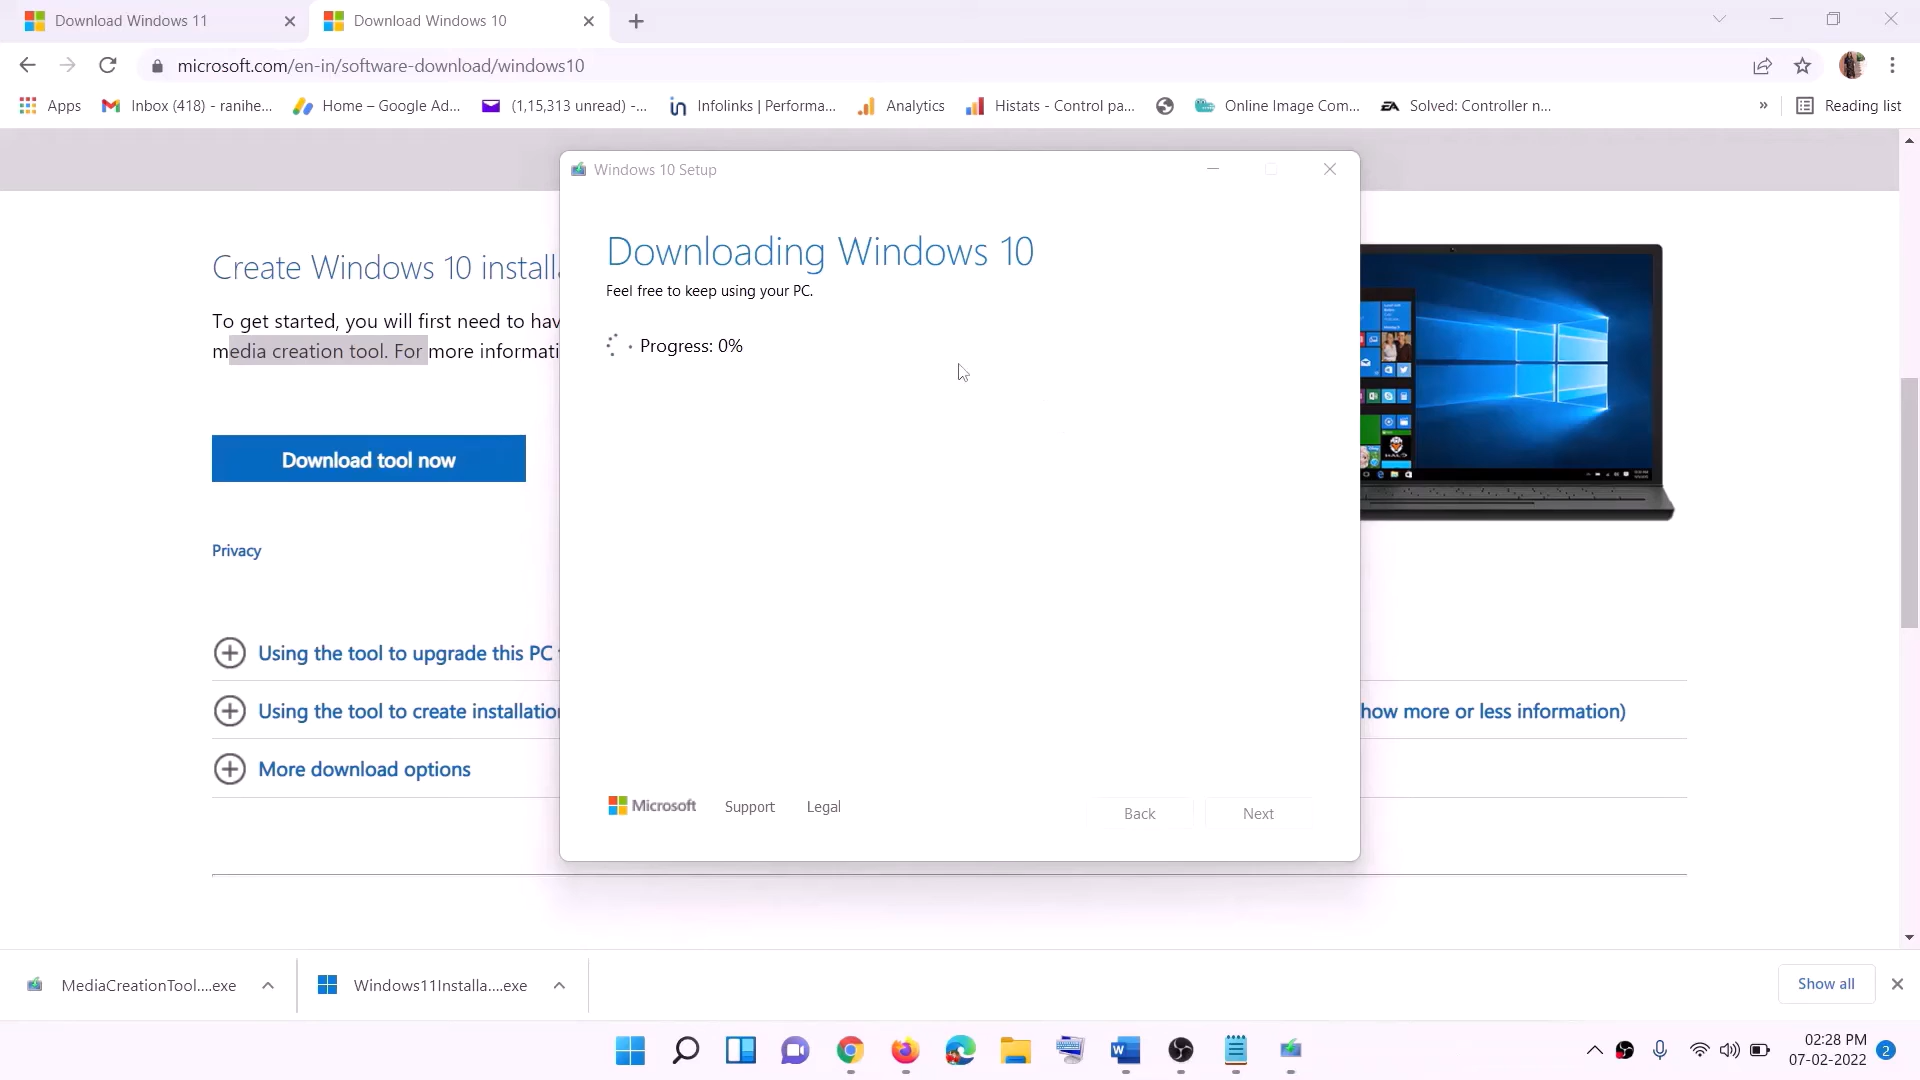 Download Windows 11
Download Windows 10
microsoft.com/en-in/software-download/windows10
Apps
Inbox (418) - ranihe...
Home – Google Ad...
(1,15,313 unread) -...
Infolinks | Performa...
Analytics
Histats - Control pa...
Online Image Com...
Solved: Controller n...
»
Reading list
Windows 10 Setup
Downloading Windows 10
Feel free to keep using your PC.
Progress: 0%
Microsoft
Support
Legal
Back
Next
Create Windows 10 install
To get started, you will first need to hav
media creation tool. For more informati
Download tool now
Privacy
Using the tool to upgrade this PC
Using the tool to create installation
how more or less information)
More download options
MediaCreationTool....exe
Windows11Installa....exe
Show all
02:28 PM
07-02-2022
2